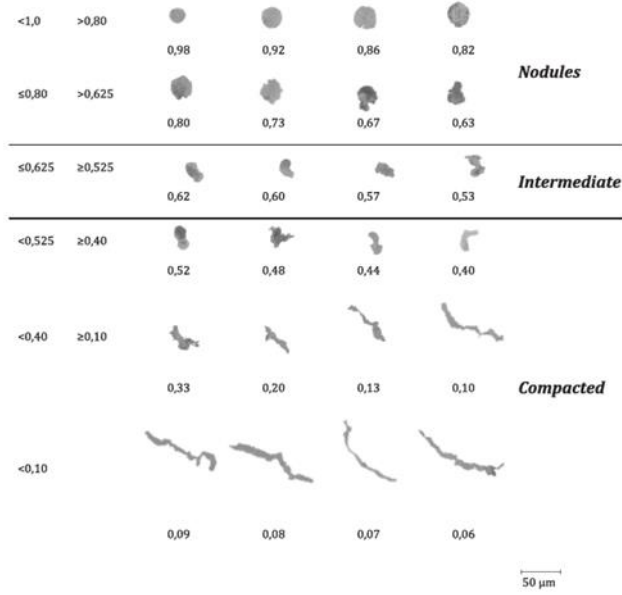 <1,0 >0,80
0,98 0,92 0,86 0,82
Nodules
≤0,80 >0,625
0,80 0,73 0,67 0,63
≤0,625 ≥0,525
0,62 0,60 0,57 0,53
Intermediate
<0,525 ≥0,40
0,52 0,48 0,44 0,40
<0,40 ≥0,10
0,33 0,20 0,13 0,10
Compacted
<0,10
0,09 0,08 0,07 0,06
50 µm